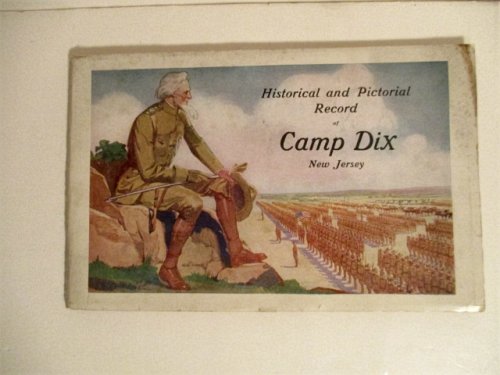 Historical and Pictorial
Record
of
Camp Dix
New Jersey